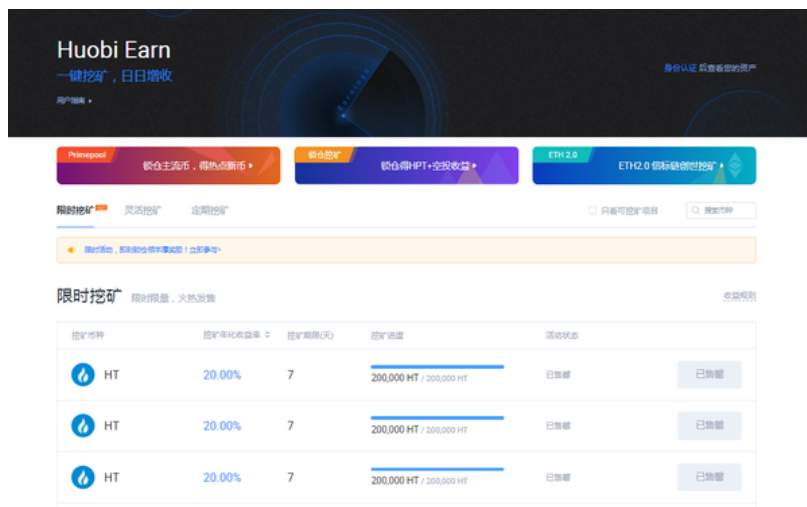 Huobi Earn
一键挖矿，日日增收
身份认证 后查看您的资产
用户指南
Primepool
锁仓主流币，得热点新币
锁仓挖矿
锁仓得HPT+空投收益
ETH 2.0
ETH2.0 信标链创世挖矿
限时挖矿 灵活挖矿 定期挖矿 只看可挖矿项目 搜索币种
限时活动，即刻抢领丰厚奖励！立即参与>
限时挖矿 限时限量，火热发售 收益规则
挖矿币种 挖矿年化收益率 挖矿期限(天) 挖矿进度 活动状态
HT 20.00% 7 200,000 HT / 200,000 HT 已售罄 已售罄
HT 20.00% 7 200,000 HT / 200,000 HT 已售罄 已售罄
HT 20.00% 7 200,000 HT / 200,000 HT 已售罄 已售罄